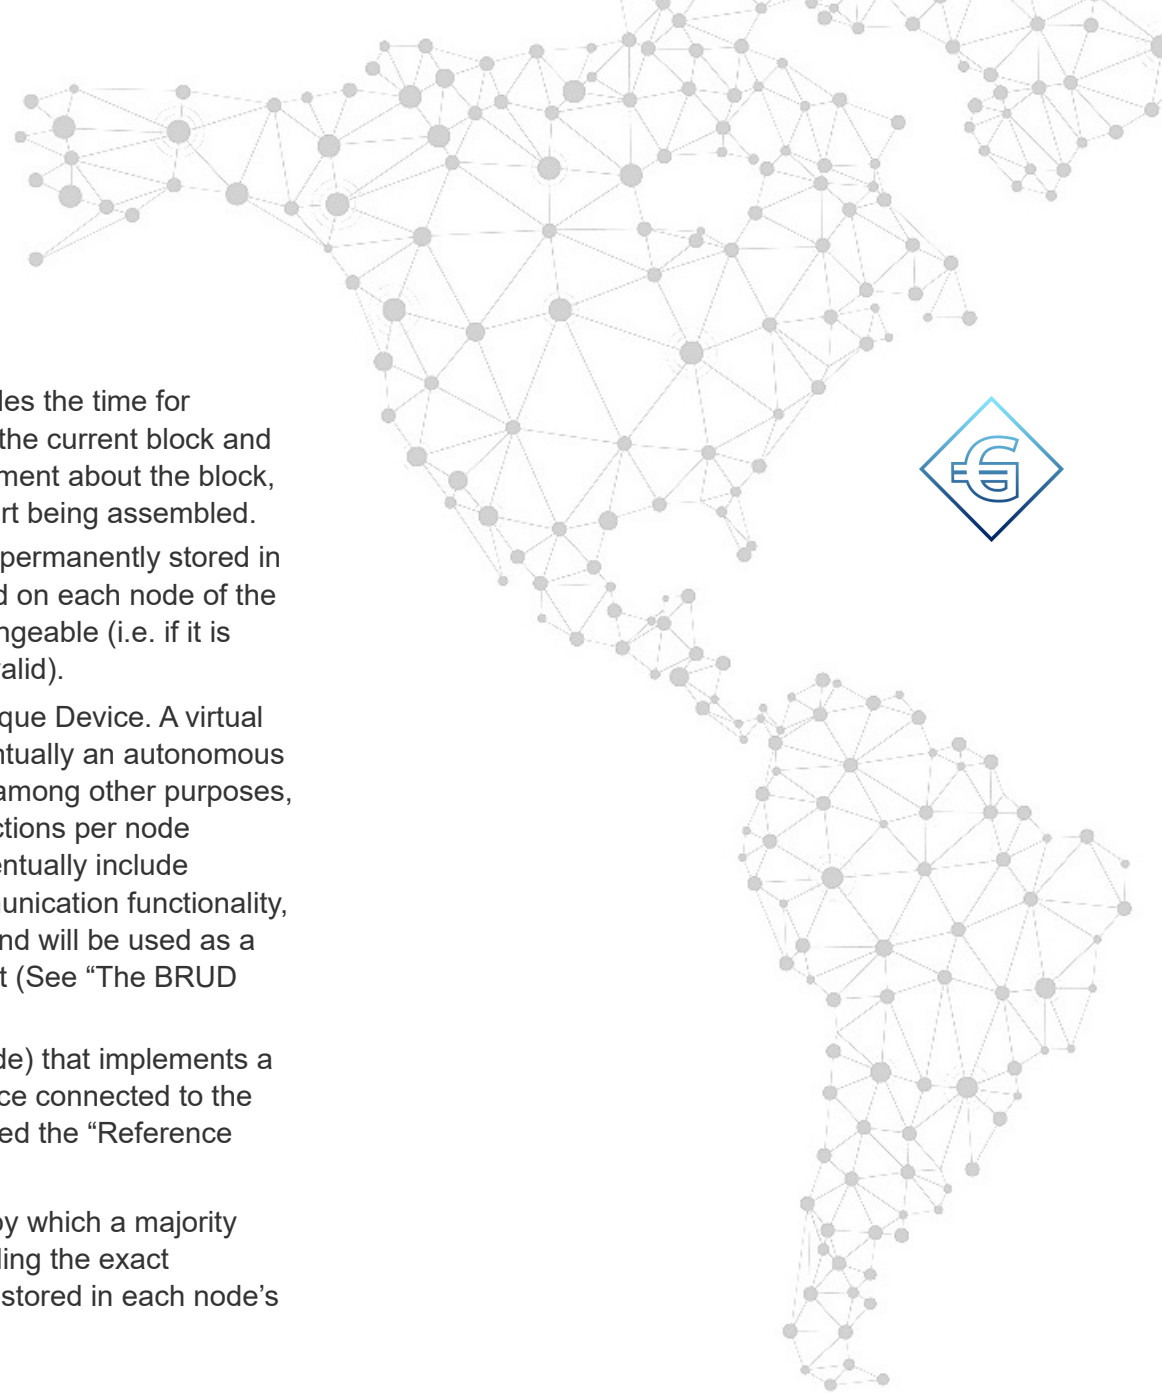 les the time for
the current block and
ment about the block,
rt being assembled.
permanently stored in
d on each node of the
ngeable (i.e. if it is
valid).
que Device. A virtual
ntually an autonomous
among other purposes,
ctions per node
entually include
unication functionality,
nd will be used as a
t (See “The BRUD
de) that implements a
ce connected to the
ed the “Reference
by which a majority
ling the exact
stored in each node’s